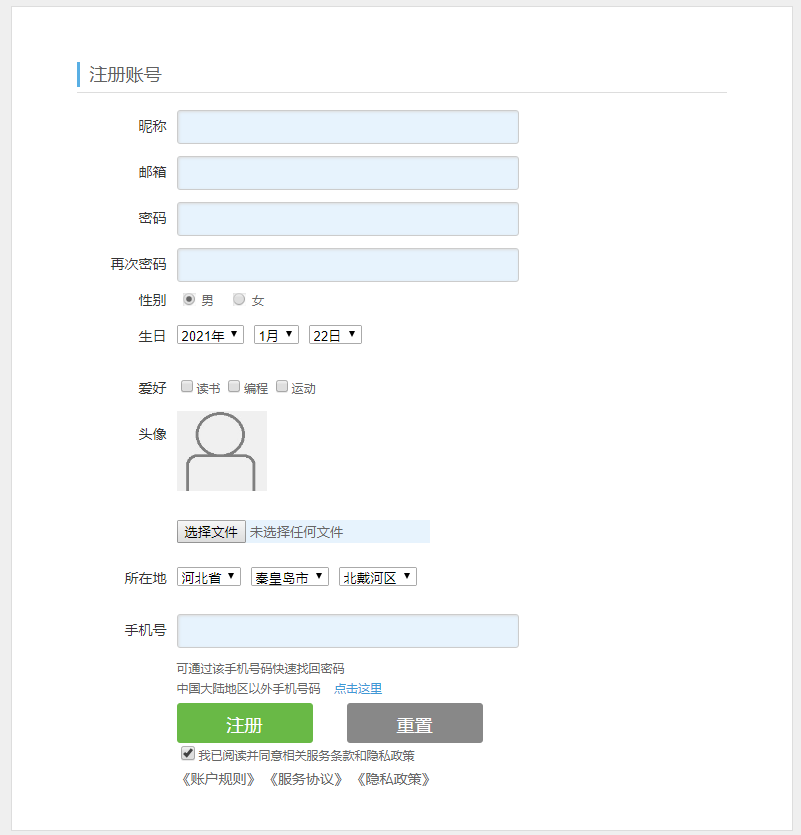 注册账号
昵称
邮箱
密码
再次密码
性别 男 女
生日 2021年 1月 22日
爱好 读书 编程 运动
头像
选择文件 未选择任何文件
所在地 河北省 秦皇岛市 北戴河区
手机号
可通过该手机号码快速找回密码
中国大陆地区以外手机号码 点击这里
注册 重置
我已阅读并同意相关服务条款和隐私政策
《账户规则》《服务协议》《隐私政策》